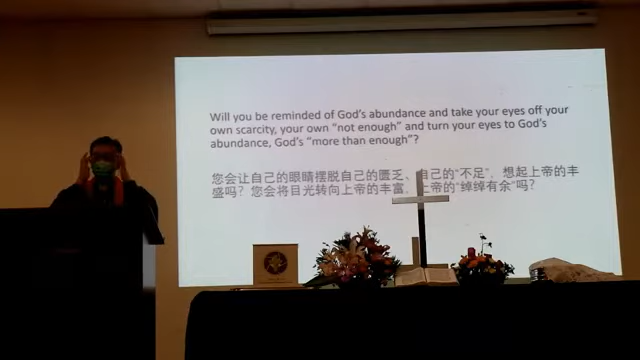 Will you be reminded of God's abundance and take your eyes off your
own scarcity, your own "not enough" and turn your eyes to God's
abundance, God's "more than enough"?
您会让自己的眼睛摆脱自己的匮乏、自己的"不足"，想起上帝的丰
盛吗？您会将目光转向上帝的丰富，上帝的"绰绰有余"吗？